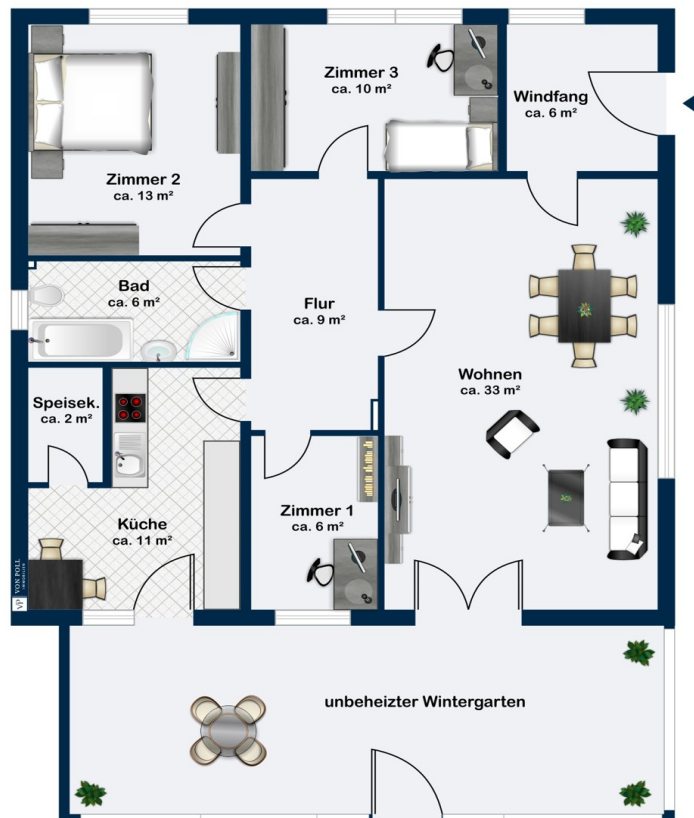 Zimmer 3
ca. 10 m²
Windfang
ca. 6 m²
Zimmer 2
ca. 13 m²
Bad
ca. 6 m²
Flur
ca. 9 m²
Wohnen
ca. 33 m²
Speisek.
ca. 2 m²
Zimmer 1
ca. 6 m²
Küche
ca. 11 m²
VP VON POLL
IMMOBILIEN
unbeheizter Wintergarten